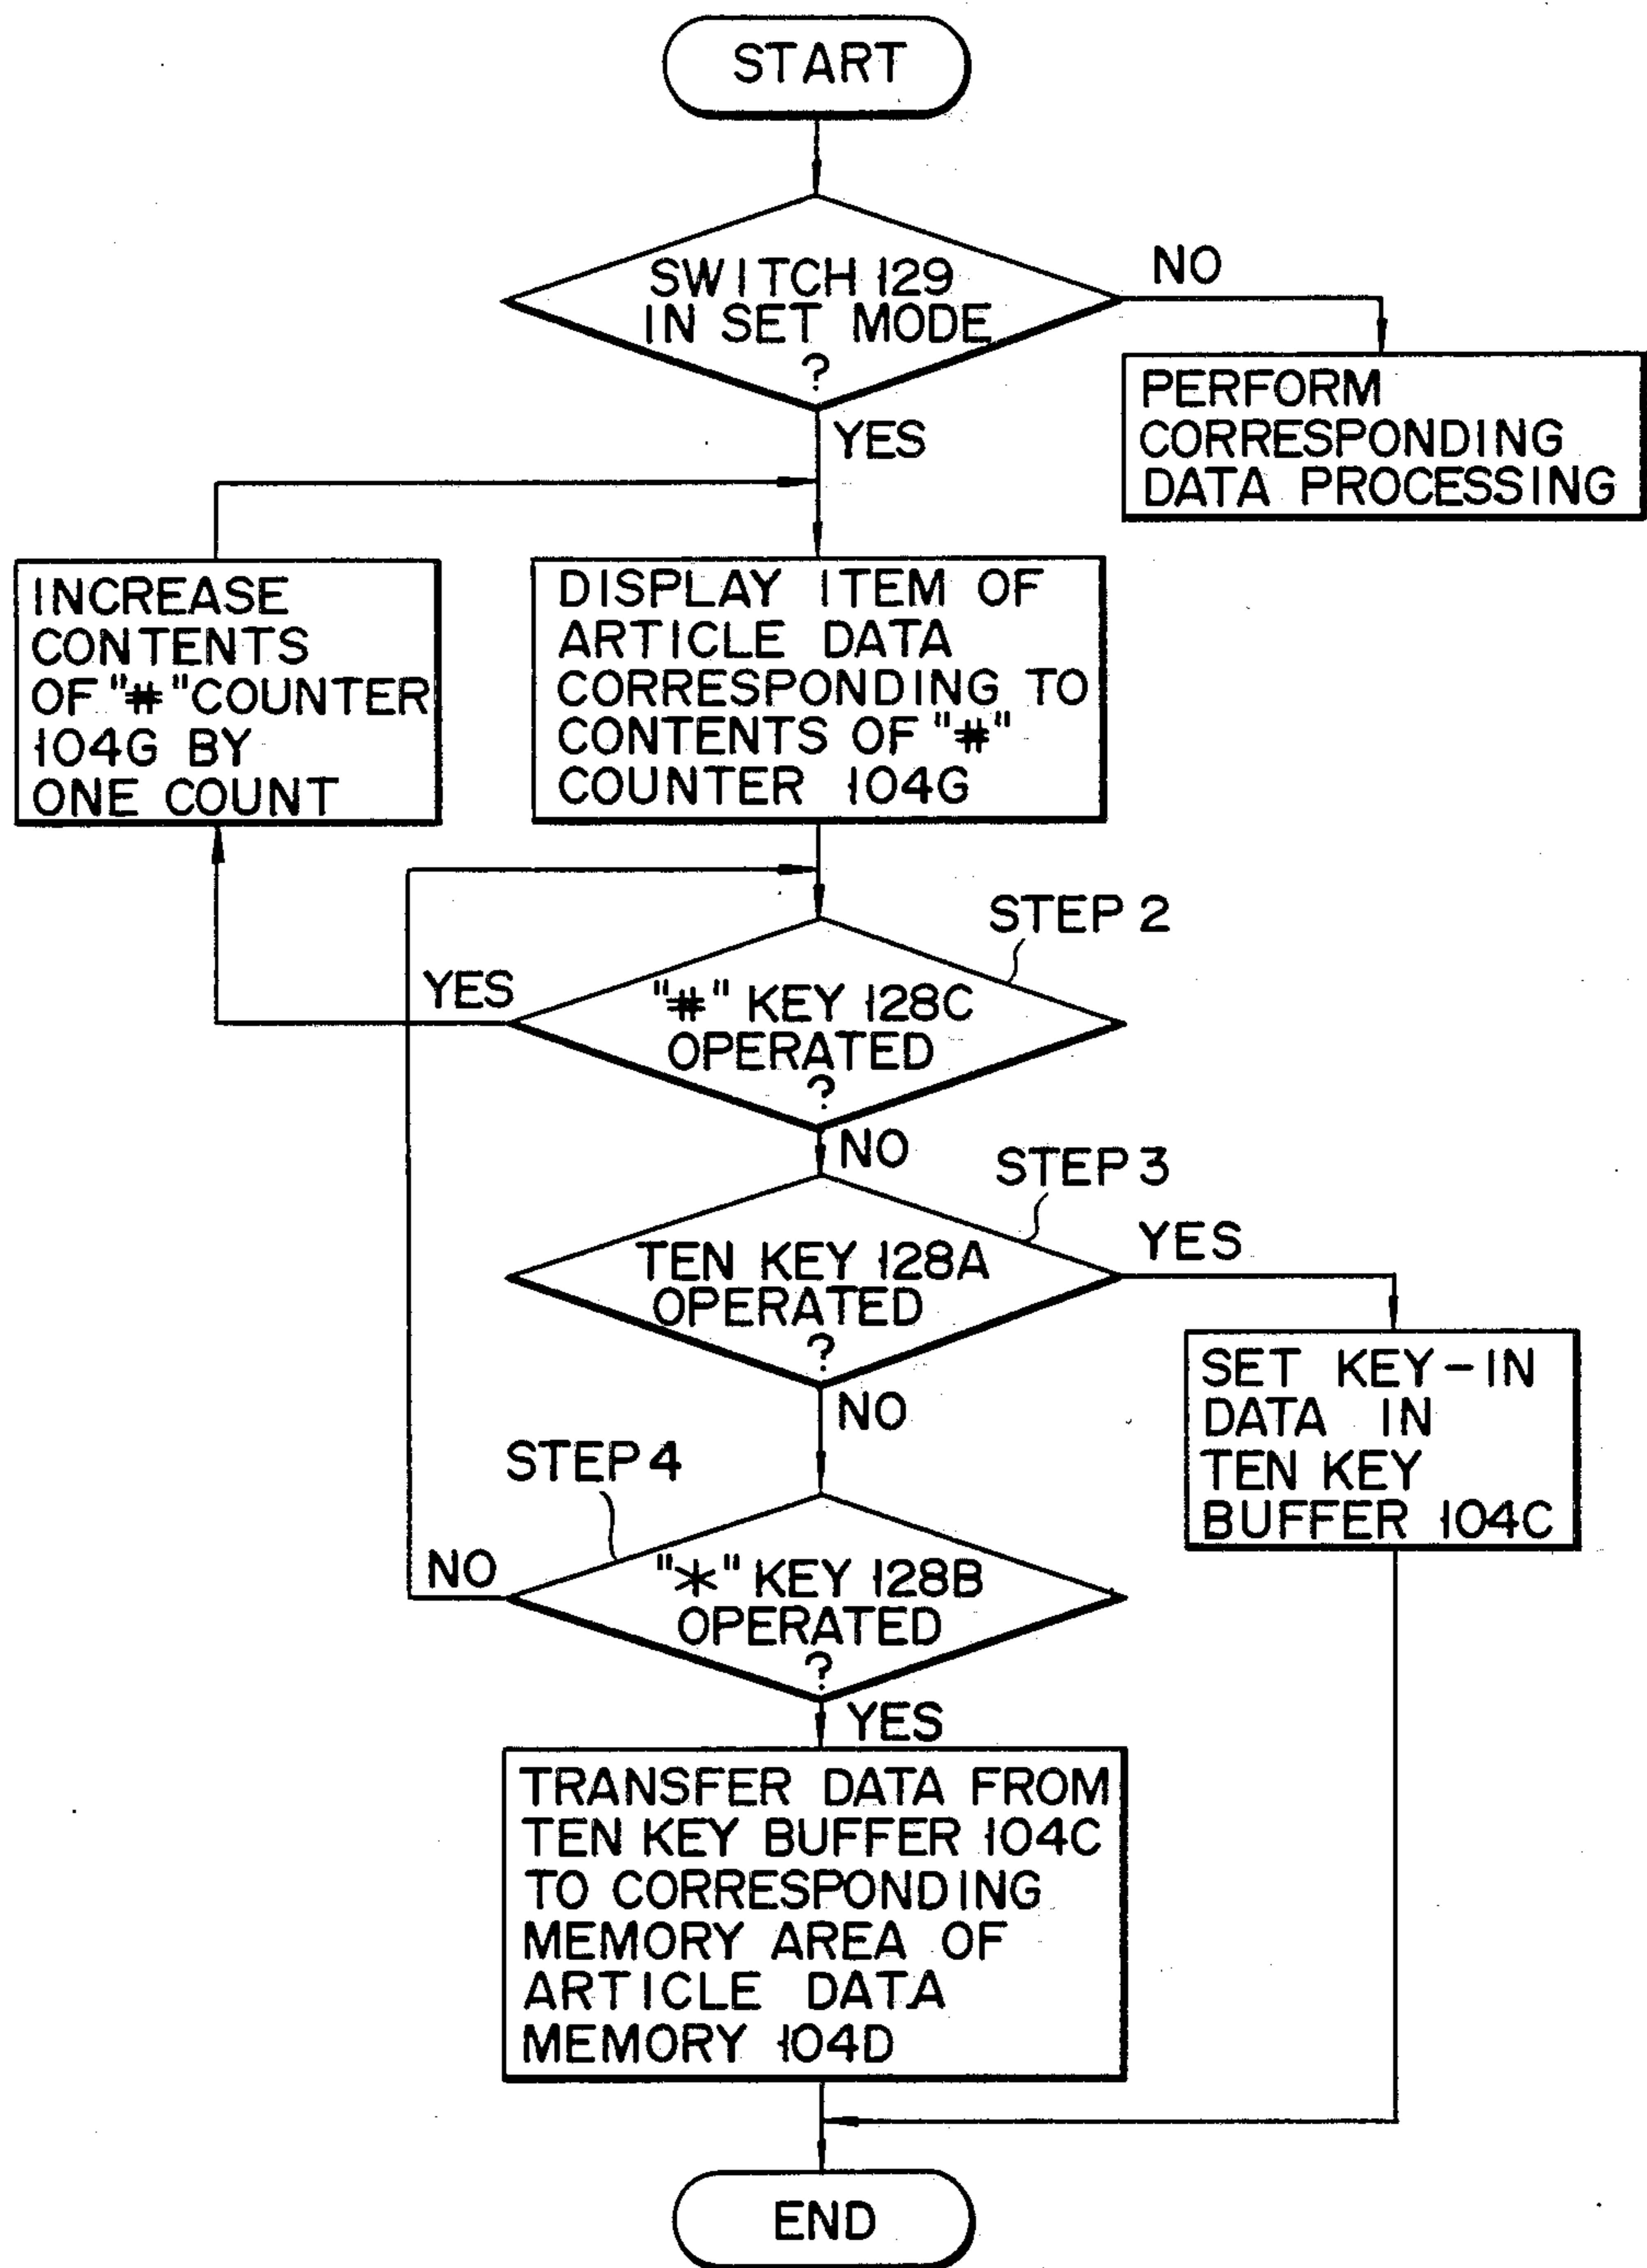 START
SWITCH 129
IN SET MODE
?
NO
PERFORM
CORRESPONDING
DATA PROCESSING
YES
INCREASE
CONTENTS
OF "#" COUNTER
104G BY
ONE COUNT
DISPLAY ITEM OF
ARTICLE DATA
CORRESPONDING TO
CONTENTS OF "#"
COUNTER 104G
STEP 2
YES
"#" KEY 128C
OPERATED
?
NO
STEP 3
TEN KEY 128A
OPERATED
?
YES
SET KEY-IN
DATA IN
TEN KEY
BUFFER 104C
NO
STEP 4
NO
"*" KEY 128B
OPERATED
?
YES
TRANSFER DATA FROM
TEN KEY BUFFER 104C
TO CORRESPONDING
MEMORY AREA OF
ARTICLE DATA
MEMORY 104D
END